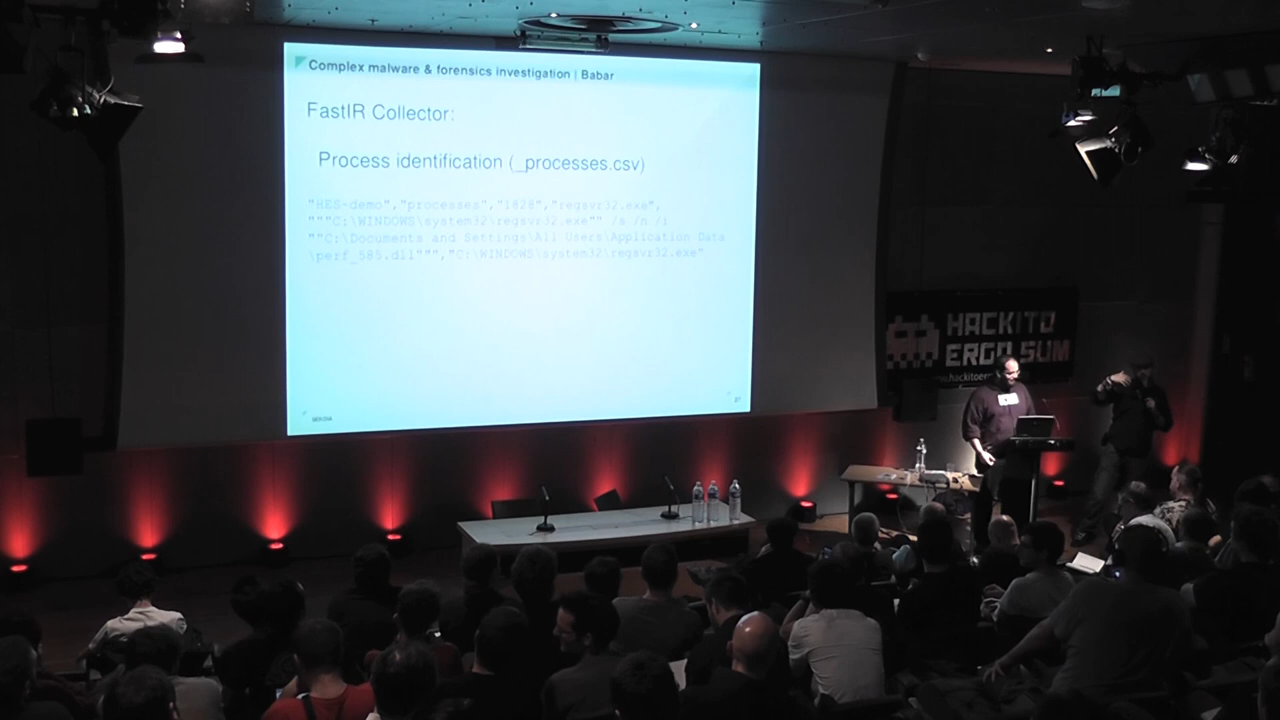 Complex malware & forensics investigation | Babar
FastIR Collector:
Process identification (_processes.csv)
"HES-demo","processes","1828","regsvr32.exe",
"""C:\WINDOWS\system32\regsvr32.exe"" /s /n /i
""C:\Documents and Settings\All Users\Application Data
\perf_585.dll""","C:\WINDOWS\system32\regsvr32.exe"
HACKITO
ERGO SUM